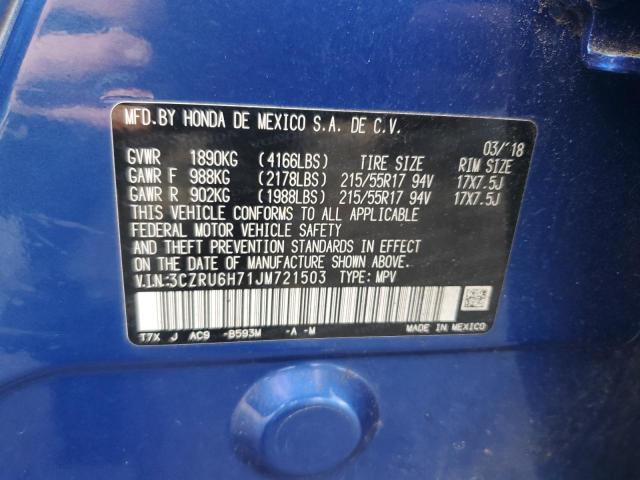 MFD. BY HONDA DE MEXICO S.A. DE C.V.
03/'18
GVWR 1890KG (4166LBS) TIRE SIZE RIM SIZE
GAWR F 988KG (2178LBS) 215/55R17 94V 17X7.5J
GAWR R 902KG (1988LBS) 215/55R17 94V 17X7.5J
THIS VEHICLE CONFORMS TO ALL APPLICABLE
FEDERAL MOTOR VEHICLE SAFETY
AND THEFT PREVENTION STANDARDS IN EFFECT
ON THE DATE OF MANUFACTURE SHOWN ABOVE.
V.I.N.:3CZRU6H71JM721503 TYPE: MPV
T7X J AC9 -B593M -A -M MADE IN MEXICO